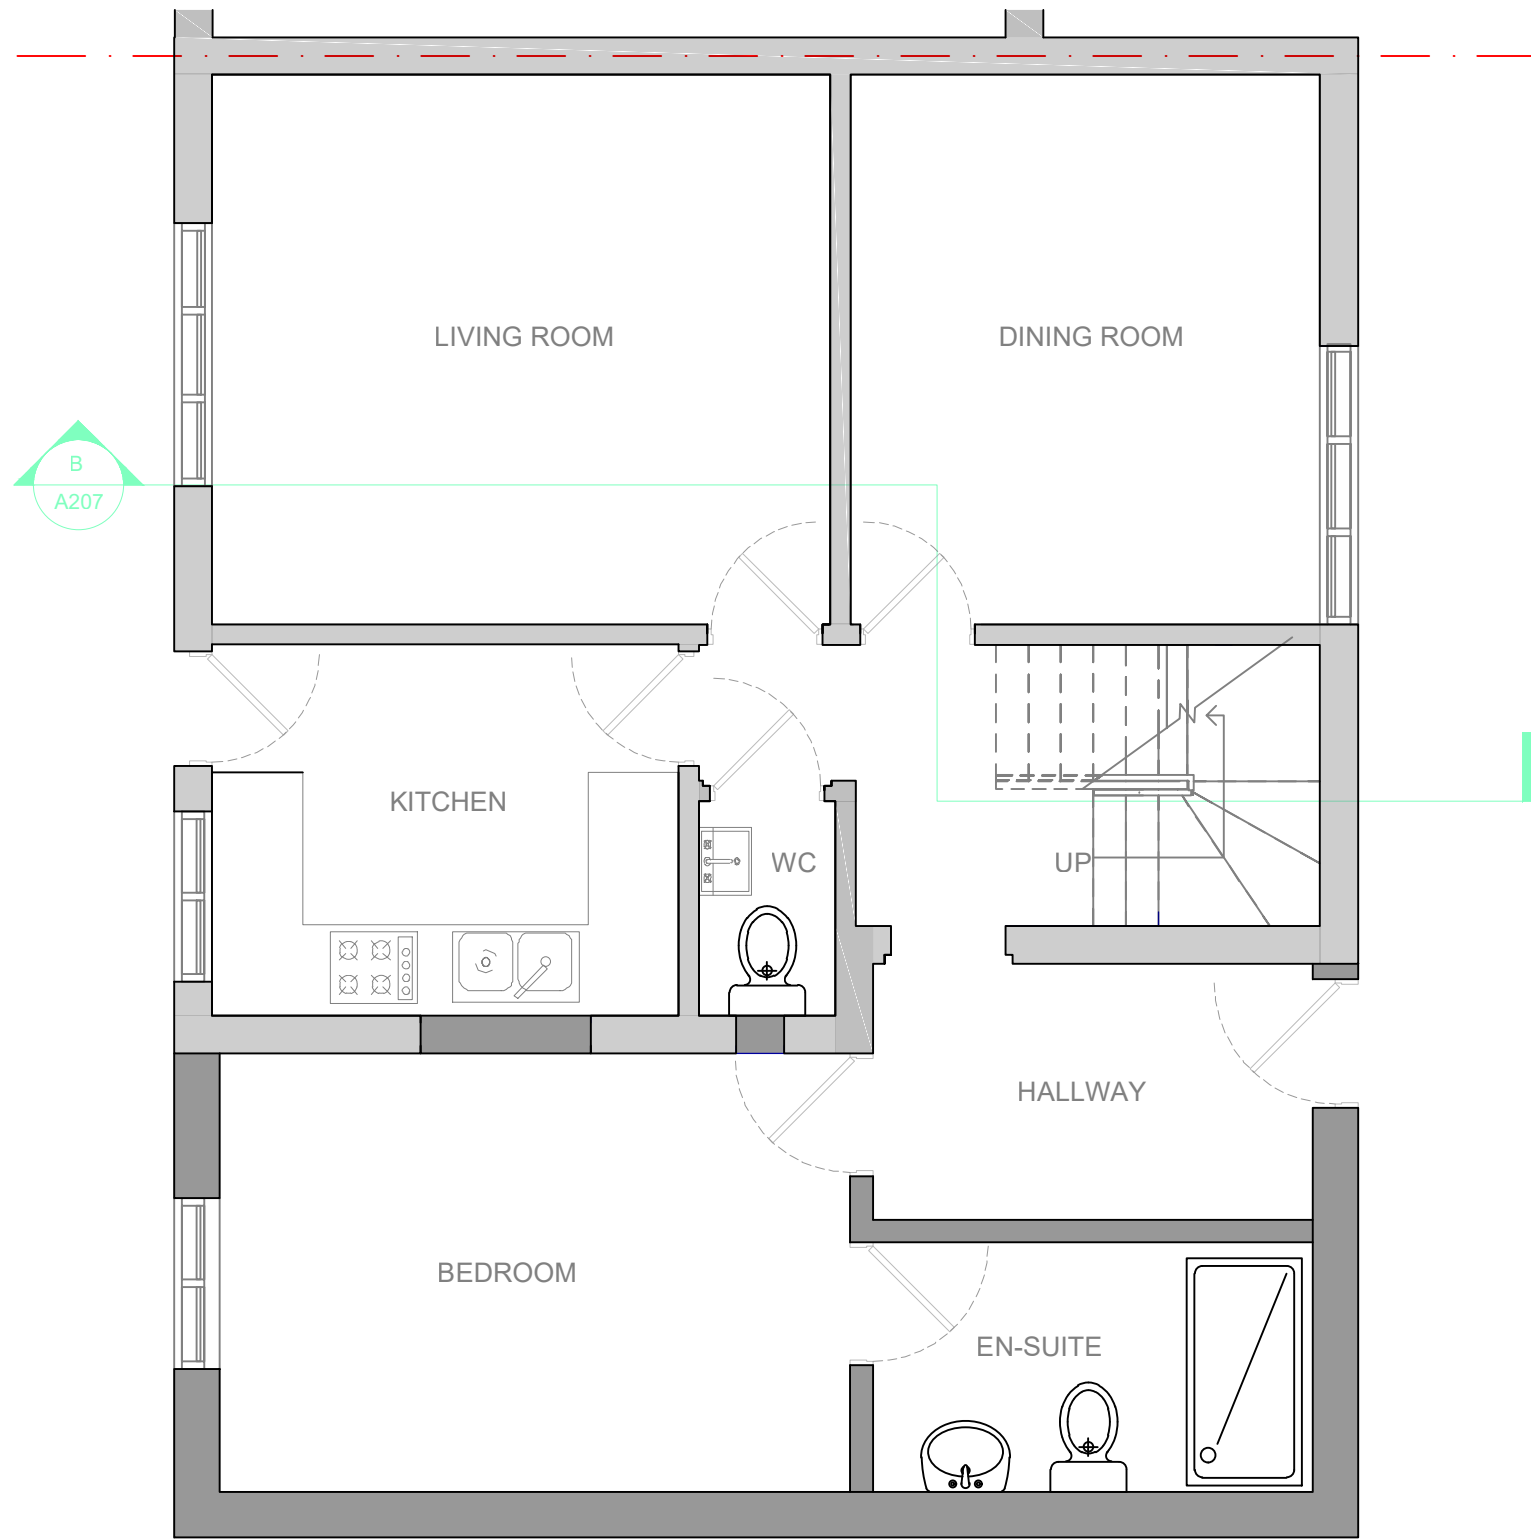 LIVING ROOM
DINING ROOM
B
A207
KITCHEN
WC
UP
HALLWAY
BEDROOM
EN-SUITE